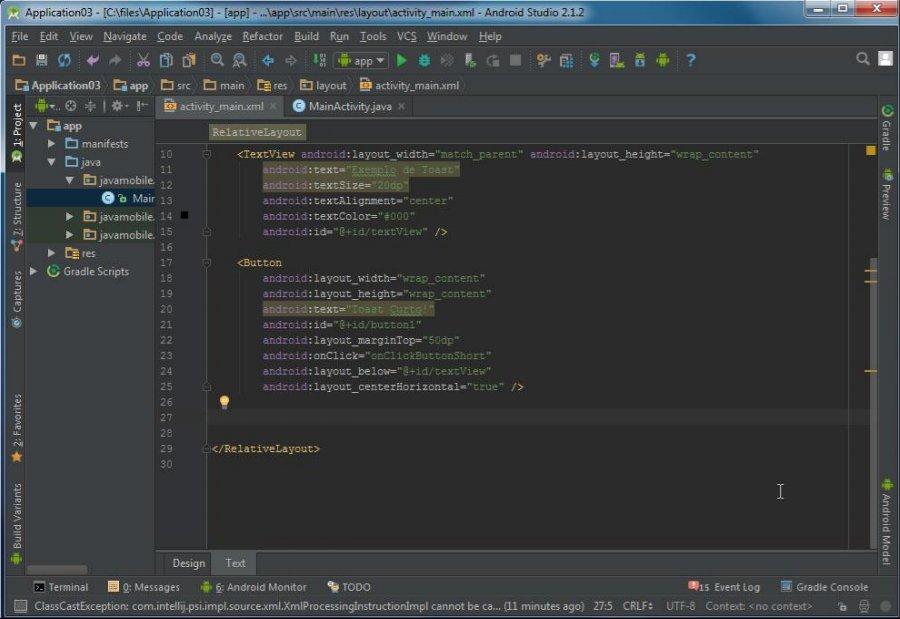 Application03 - [C:\files\Application03] - [app] - ...\app\src\main\res\layout\activity_main.xml - Android Studio 2.1.2
File Edit View Navigate Code Analyze Refactor Build Run Tools VCS Window Help
app
Application03 app src main res layout activity_main.xml
activity_main.xml MainActivity.java
RelativeLayout
1: Project
7: Structure
Captures
2: Favorites
Build Variants
app
manifests
java
javamobile.
Main
javamobile.
javamobile.
res
Gradle Scripts
10 <TextView android:layout_width="match_parent" android:layout_height="wrap_content"
11 android:text="Exemplo de Toast"
12 android:textSize="20dp"
13 android:textAlignment="center"
14 android:textColor="#000"
15 android:id="@+id/textView" />
16
17 <Button
18 android:layout_width="wrap_content"
19 android:layout_height="wrap_content"
20 android:text="Toast Curto!"
21 android:id="@+id/button1"
22 android:layout_marginTop="50dp"
23 android:onClick="onClickButtonShort"
24 android:layout_below="@+id/textView"
25 android:layout_centerHorizontal="true" />
26
27
28
29 </RelativeLayout>
30
Gradle
Preview
Android Model
Design Text
Terminal 0: Messages 6: Android Monitor TODO 15 Event Log Gradle Console
ClassCastException: com.intellij.psi.impl.source.xml.XmlProcessingInstructionImpl cannot be ca... (11 minutes ago) 27:5 CRLF UTF-8 Context: <no context>